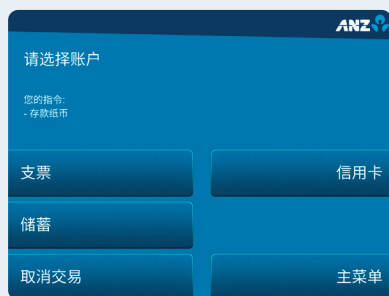 ANZ
请选择账户
您的指令:
- 存款纸币
支票
信用卡
储蓄
取消交易
主菜单